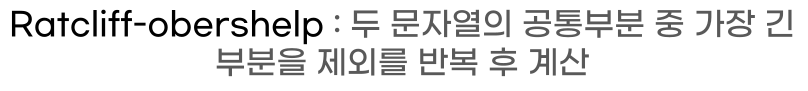 Ratcliff-obershelp : 두 문자열의 공통부분 중 가장 긴
부분을 제외를 반복 후 계산